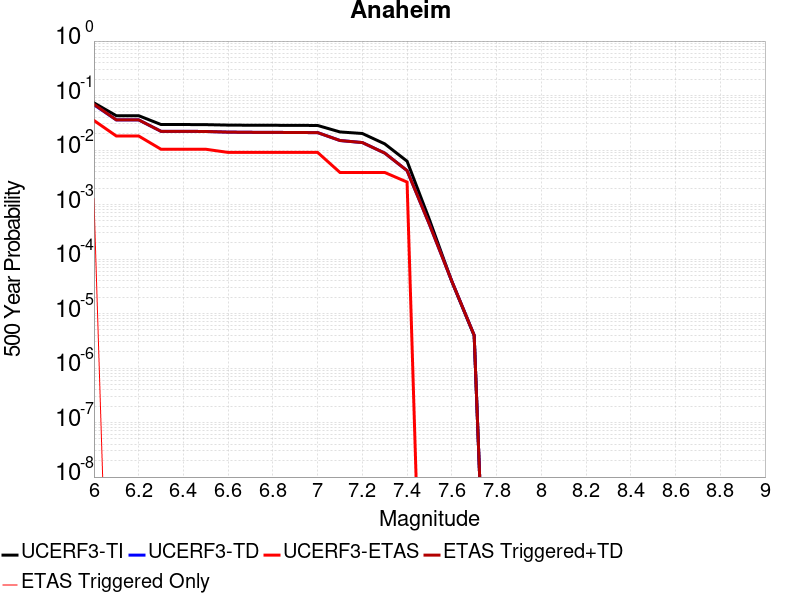 Anaheim
10^0
10^-1
10^-2
10^-3
10^-4
10^-5
10^-6
10^-7
10^-8
500 Year Probability
6 6.2 6.4 6.6 6.8 7 7.2 7.4 7.6 7.8 8 8.2 8.4 8.6 8.8 9
Magnitude
UCERF3-TI UCERF3-TD UCERF3-ETAS ETAS Triggered+TD
ETAS Triggered Only